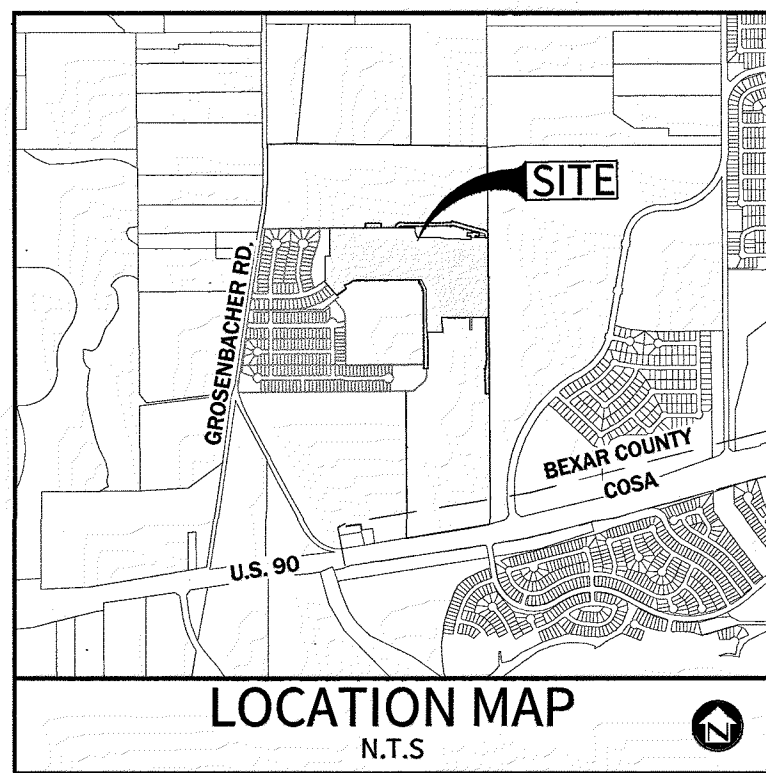 SITE
GROSENBACHER RD.
BEXAR COUNTY
COSA
U.S. 90
LOCATION MAP
N.T.S
N